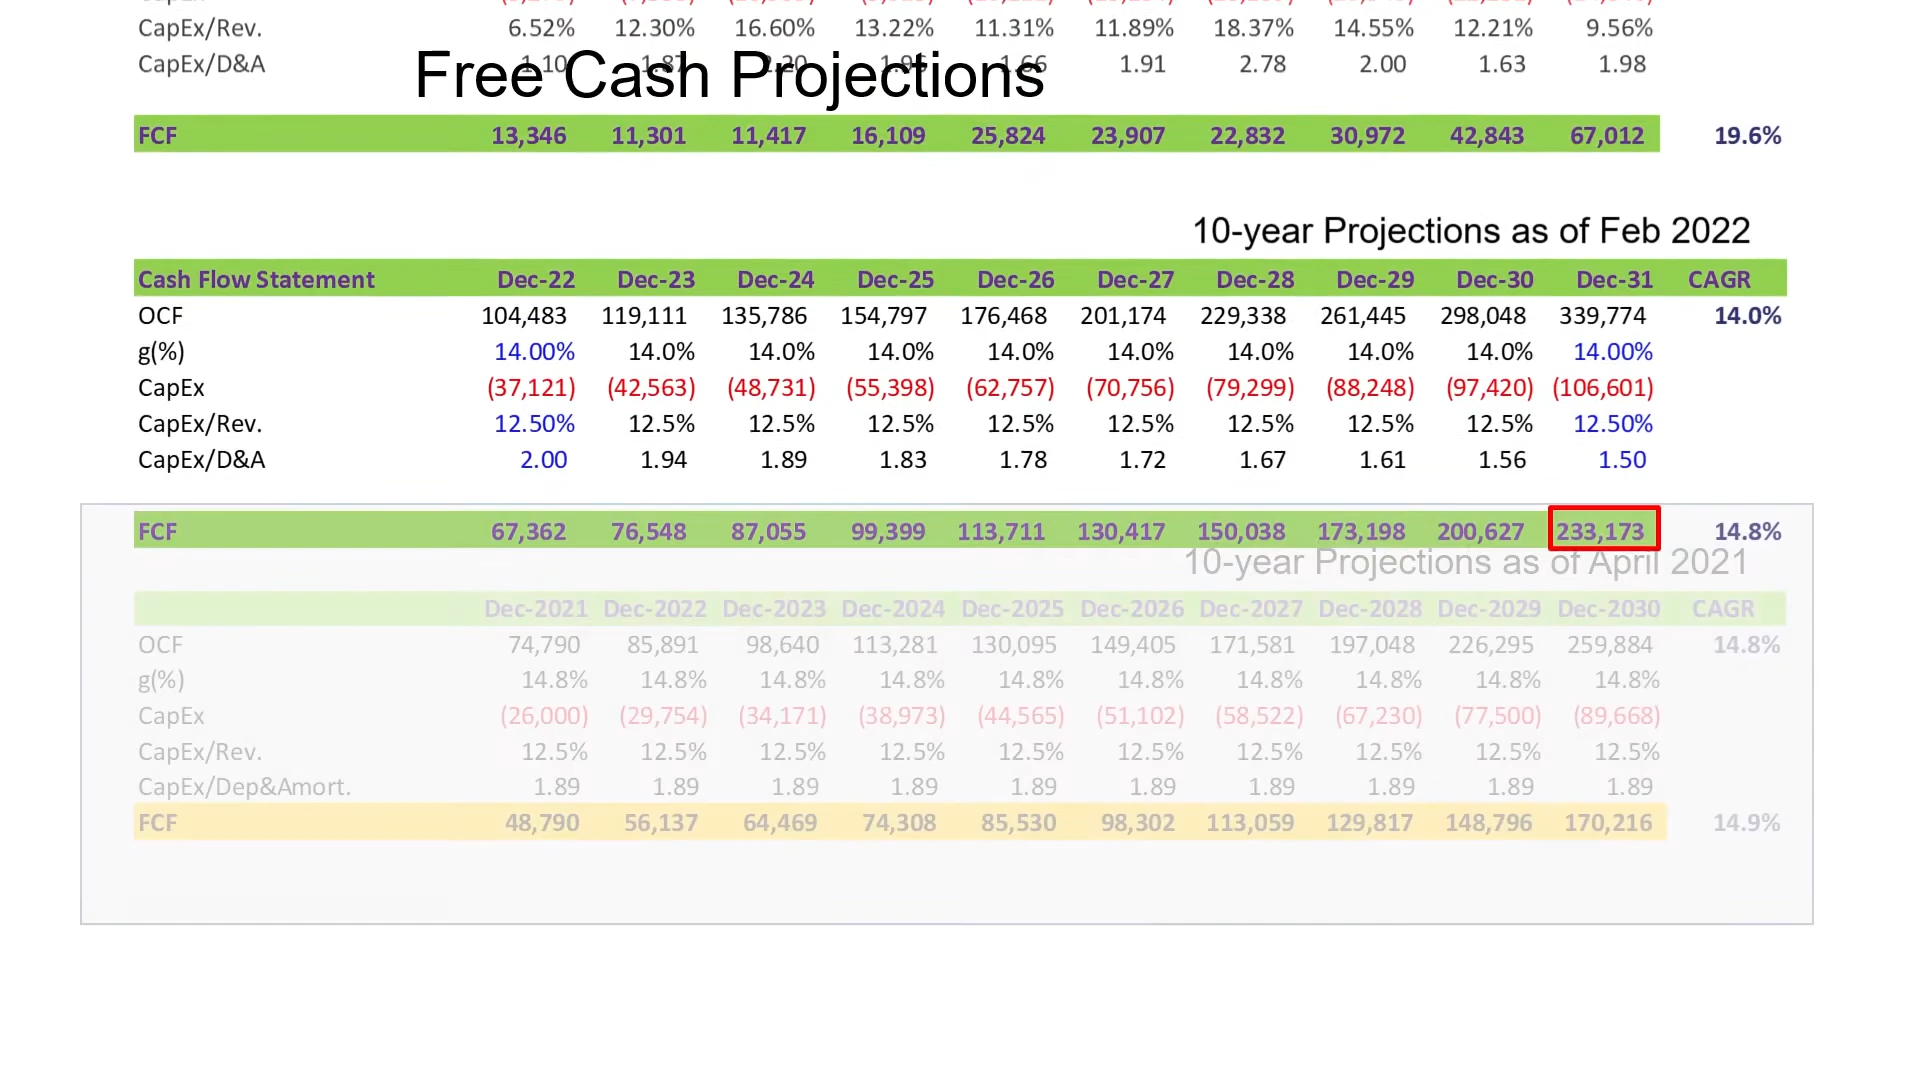 CapEx/Rev. 6.52% 12.30% 16.60% 13.22% 11.31% 11.89% 18.37% 14.55% 12.21% 9.56%
CapEx/D&A 1.10 1.87 2.20 1.66 1.91 2.78 2.00 1.63 1.98
Free Cash Projections
FCF 13,346 11,301 11,417 16,109 25,824 23,907 22,832 30,972 42,843 67,012 19.6%
10-year Projections as of Feb 2022
Cash Flow Statement Dec-22 Dec-23 Dec-24 Dec-25 Dec-26 Dec-27 Dec-28 Dec-29 Dec-30 Dec-31 CAGR
OCF 104,483 119,111 135,786 154,797 176,468 201,174 229,338 261,445 298,048 339,774 14.0%
g(%) 14.00% 14.0% 14.0% 14.0% 14.0% 14.0% 14.0% 14.0% 14.0% 14.00%
CapEx (37,121) (42,563) (48,731) (55,398) (62,757) (70,756) (79,299) (88,248) (97,420) (106,601)
CapEx/Rev. 12.50% 12.5% 12.5% 12.5% 12.5% 12.5% 12.5% 12.5% 12.5% 12.50%
CapEx/D&A 2.00 1.94 1.89 1.83 1.78 1.72 1.67 1.61 1.56 1.50
FCF 67,362 76,548 87,055 99,399 113,711 130,417 150,038 173,198 200,627 233,173 14.8%
10-year Projections as of April 2021
Dec-2021 Dec-2022 Dec-2023 Dec-2024 Dec-2025 Dec-2026 Dec-2027 Dec-2028 Dec-2029 Dec-2030 CAGR
OCF 74,790 85,891 98,640 113,281 130,095 149,405 171,581 197,048 226,295 259,884 14.8%
g(%) 14.8% 14.8% 14.8% 14.8% 14.8% 14.8% 14.8% 14.8% 14.8% 14.8%
CapEx (26,000) (29,754) (34,171) (38,973) (44,565) (51,102) (58,522) (67,230) (77,500) (89,668)
CapEx/Rev. 12.5% 12.5% 12.5% 12.5% 12.5% 12.5% 12.5% 12.5% 12.5% 12.5%
CapEx/Dep&Amort. 1.89 1.89 1.89 1.89 1.89 1.89 1.89 1.89 1.89 1.89
FCF 48,790 56,137 64,469 74,308 85,530 98,302 113,059 129,817 148,796 170,216 14.9%